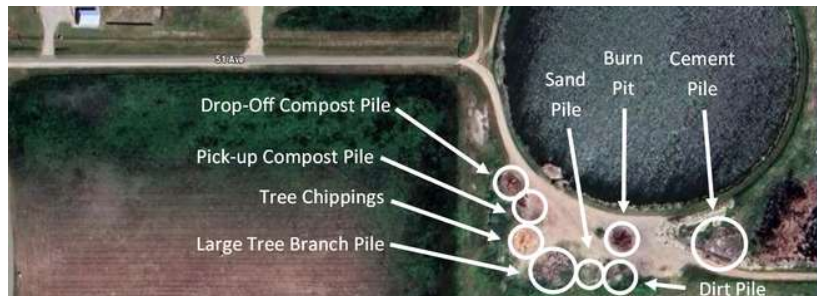 51 Ave
Drop-Off Compost Pile
Pick-up Compost Pile
Tree Chippings
Large Tree Branch Pile
Sand
Pile
Burn
Pit
Cement
Pile
Dirt Pile